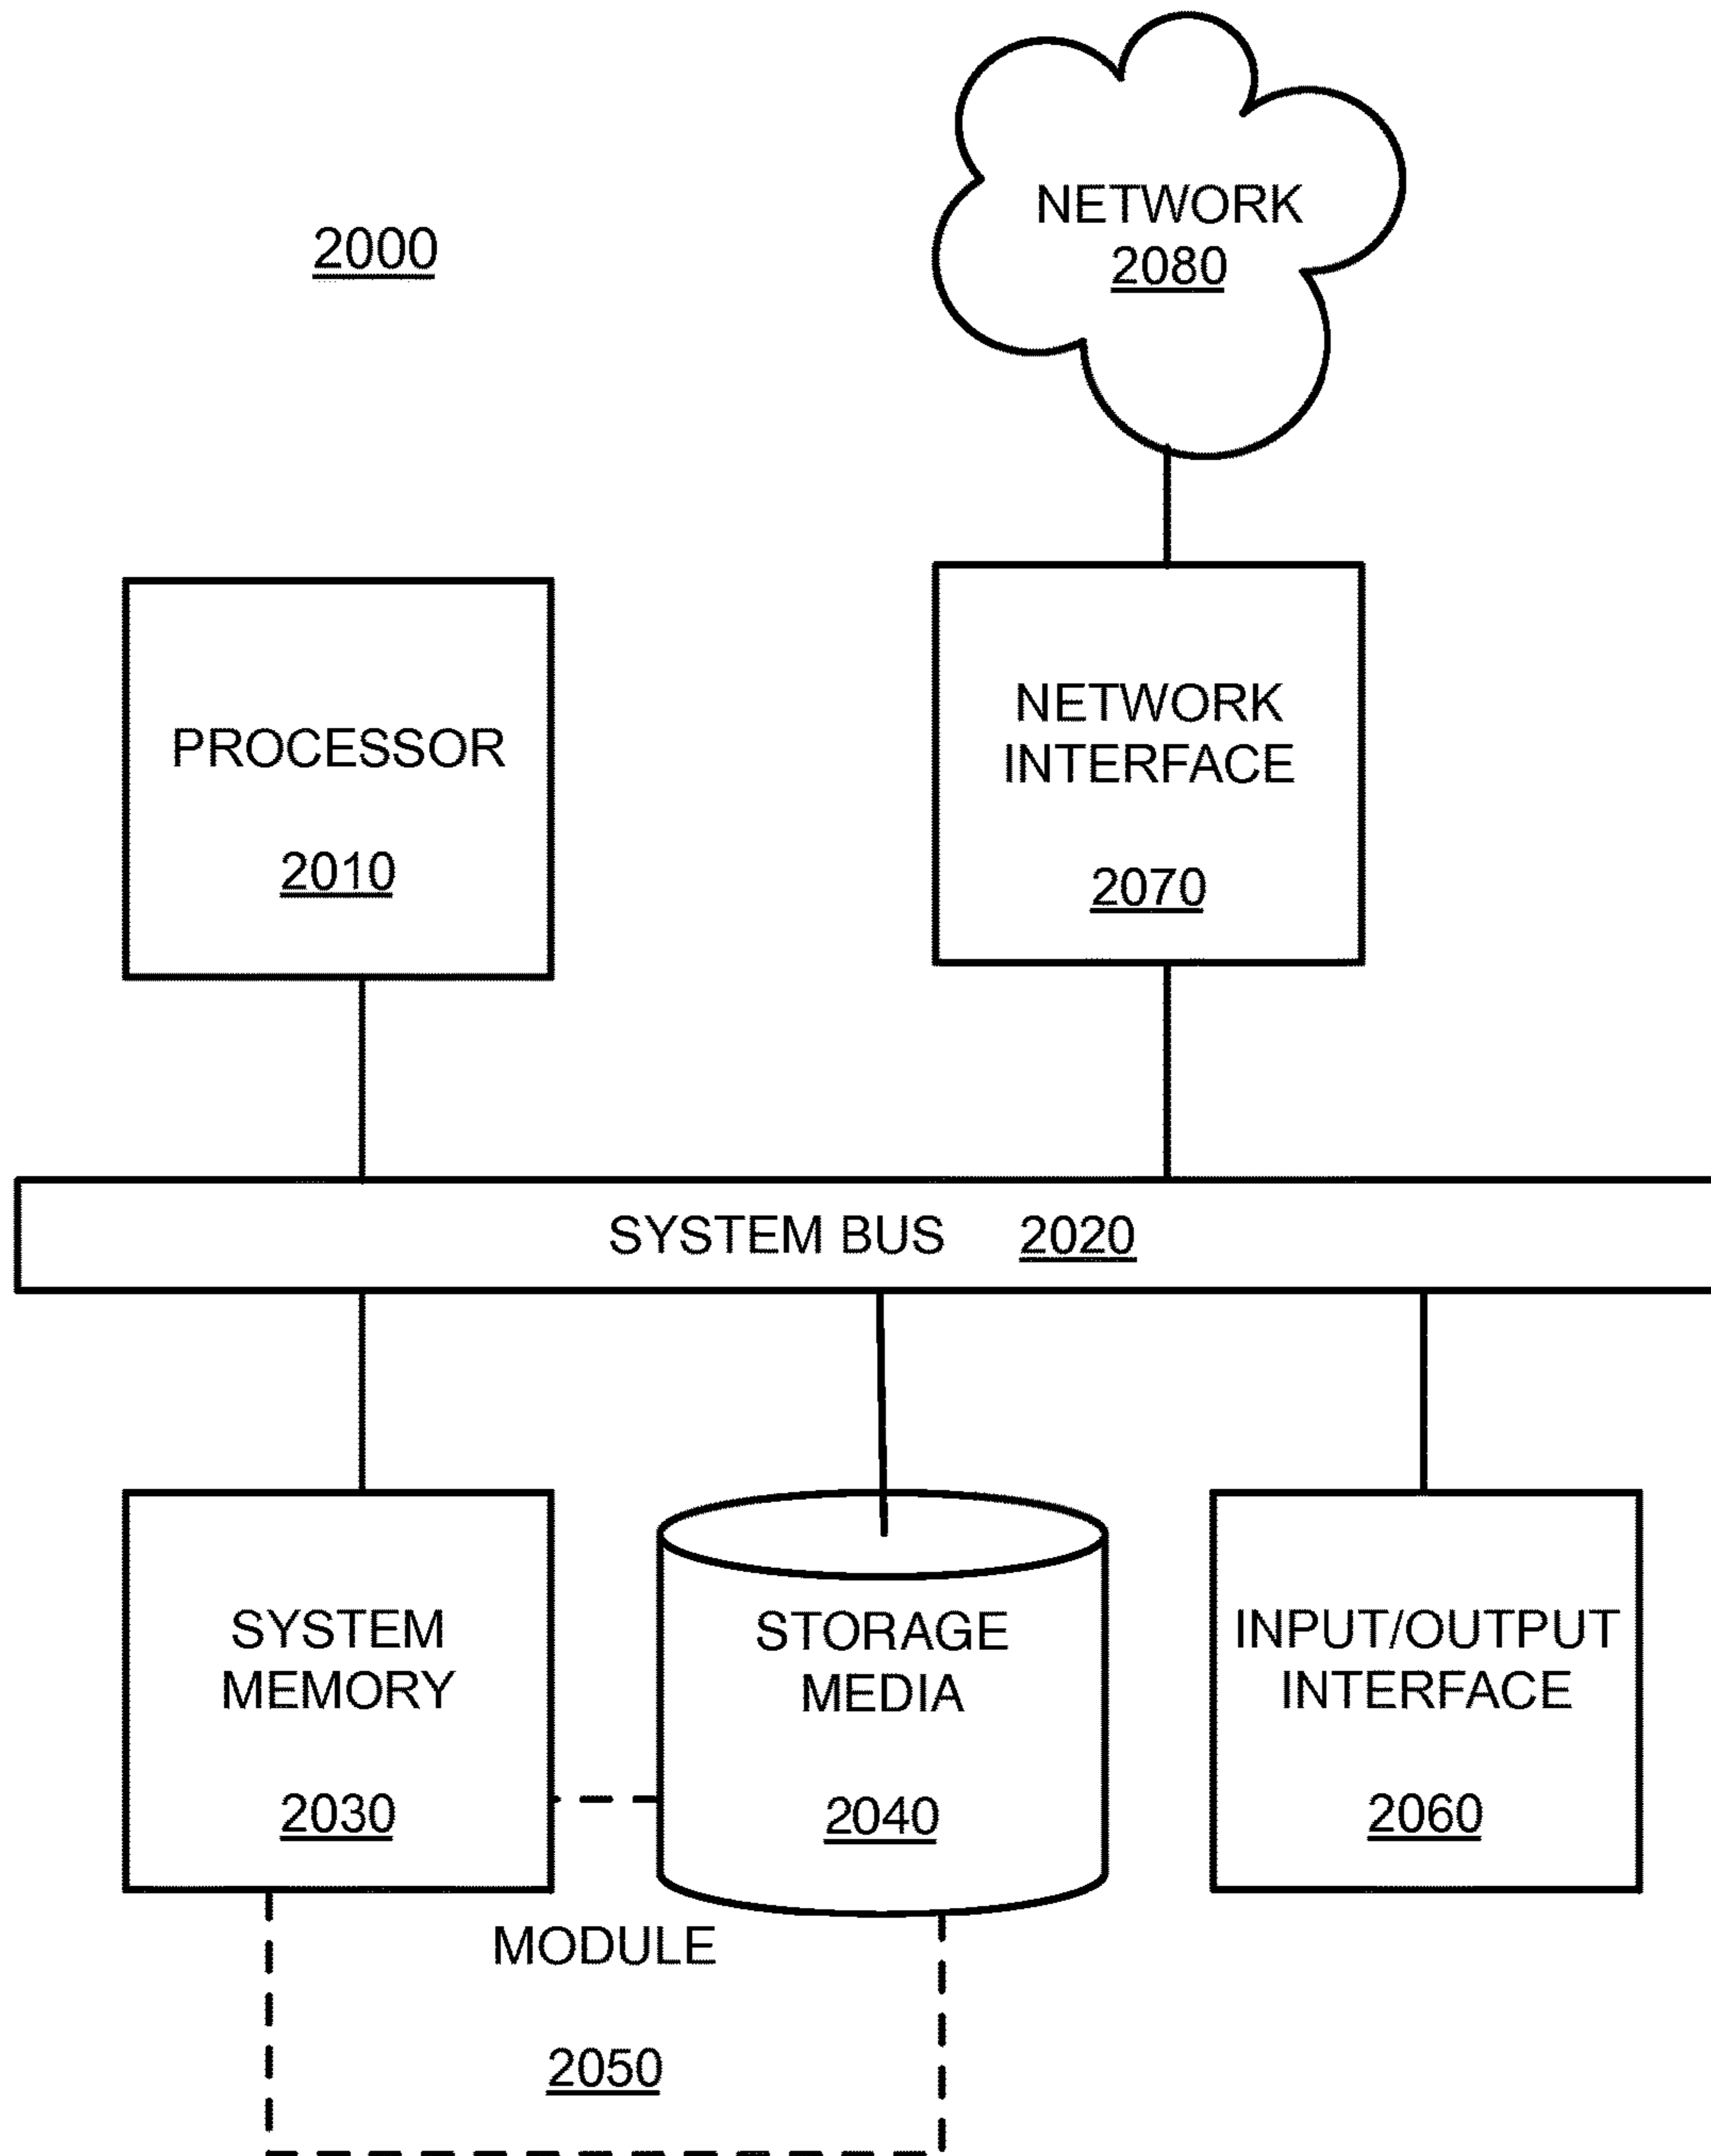 NETWORK
2080
2000
NETWORK
INTERFACE
2070
PROCESSOR
2010
SYSTEM BUS 2020
SYSTEM
MEMORY
2030
STORAGE
MEDIA
2040
INPUT/OUTPUT
INTERFACE
2060
MODULE
2050